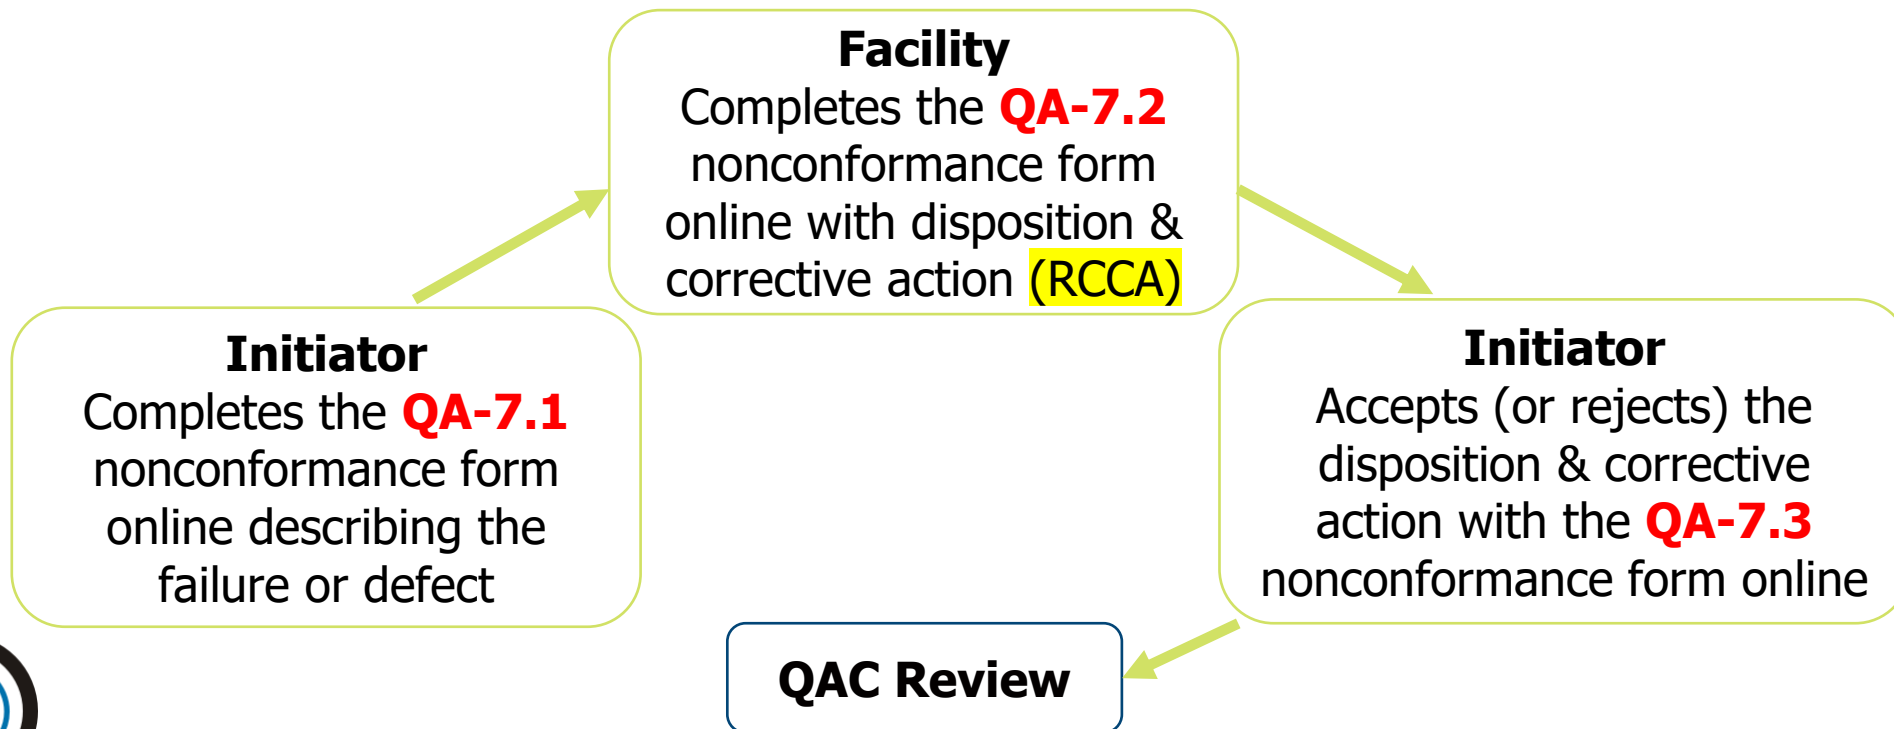 Facility
Completes the QA-7.2
nonconformance form
online with disposition &
corrective action (RCCA)
Initiator
Completes the QA-7.1
nonconformance form
online describing the
failure or defect
Initiator
Accepts (or rejects) the
disposition & corrective
action with the QA-7.3
nonconformance form online
QAC Review